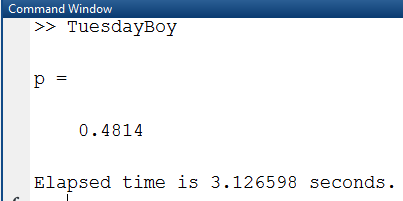 Command Window
>> TuesdayBoy
p =
0.4814
Elapsed time is 3.126598 seconds.